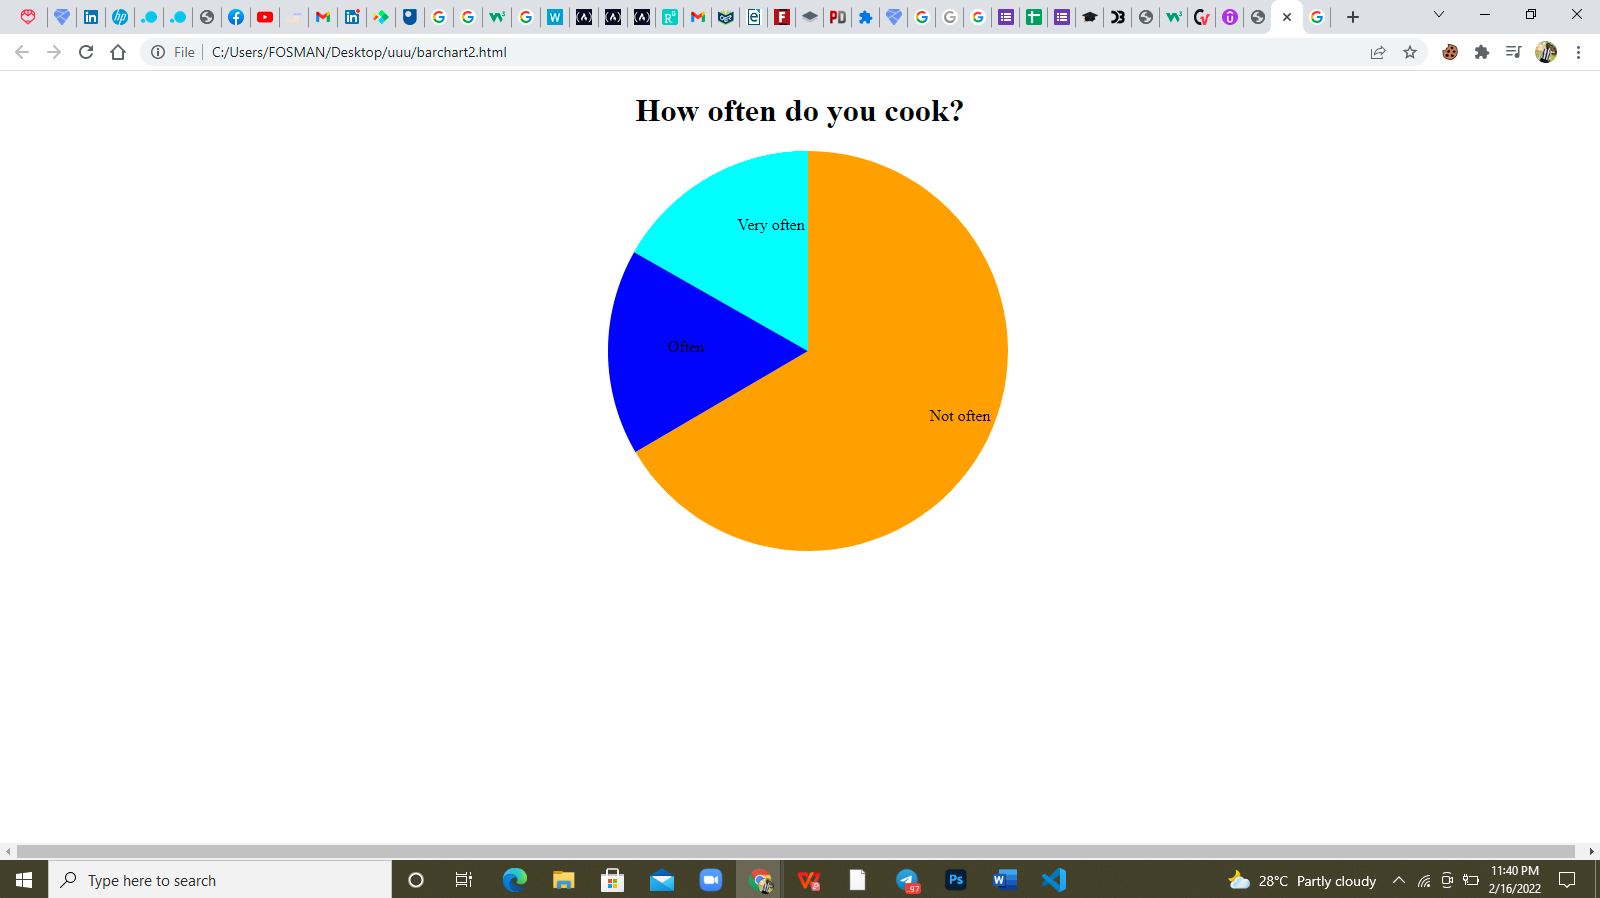 File
C:/Users/FOSMAN/Desktop/uuu/barchart2.html
How often do you cook?
Very often
Often
Not often
Type here to search
97
28°C Partly cloudy
11:40 PM
2/16/2022